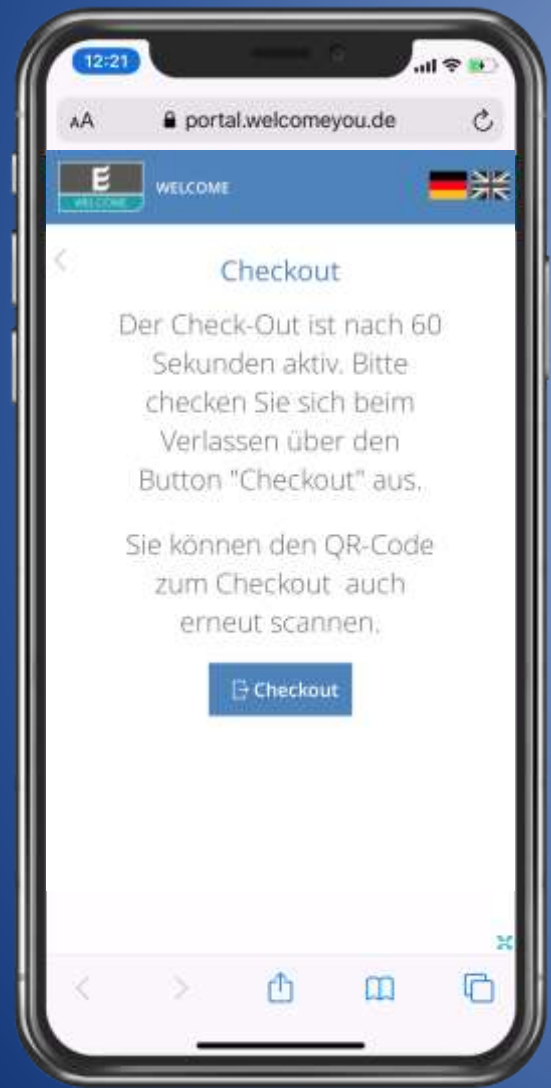 12:21
AA portal.welcomeyou.de
E
WELCOME
WELCOME
Checkout
Der Check-Out ist nach 60
Sekunden aktiv. Bitte
checken Sie sich beim
Verlassen über den
Button "Checkout" aus.
Sie können den QR-Code
zum Checkout auch
erneut scannen.
Checkout